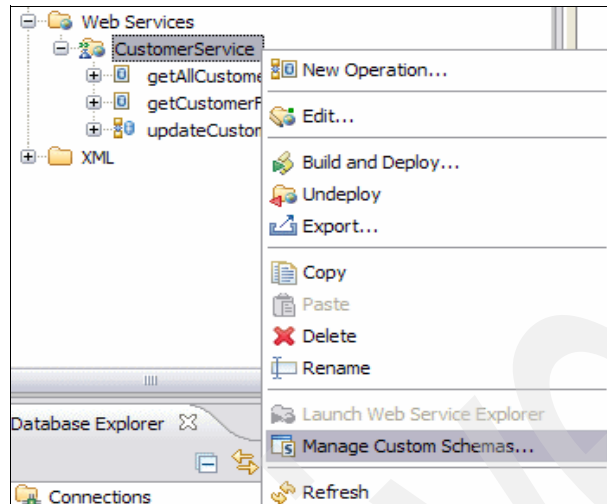 Web Services
CustomerService
getAllCustome
getCustomerF
updateCustor
XML
New Operation...
Edit...
Build and Deploy...
Undeploy
Export...
Copy
Paste
Delete
Rename
Launch Web Service Explorer
Manage Custom Schemas...
Refresh
Database Explorer
Connections